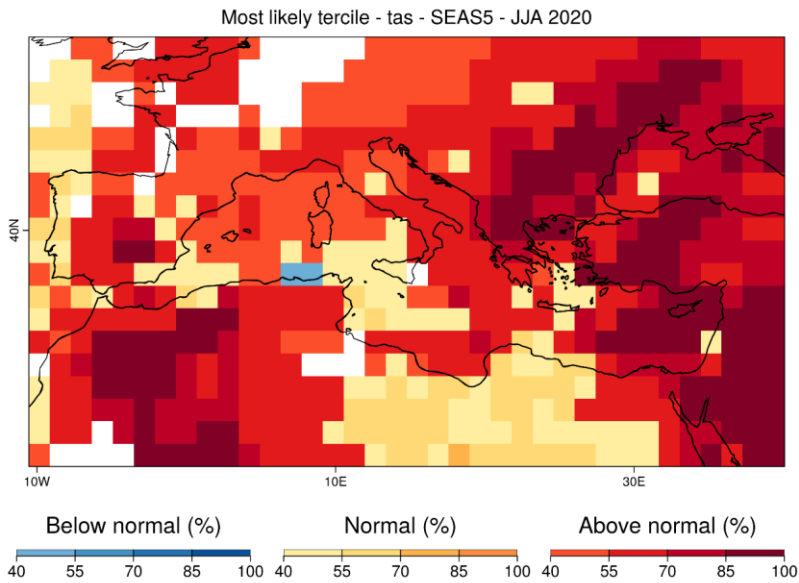 Most likely tercile - tas - SEAS5 - JJA 2020
40N
10W 10E 30E
Below normal (%) Normal (%) Above normal (%)
40 55 70 85 100 40 55 70 85 100 40 55 70 85 100